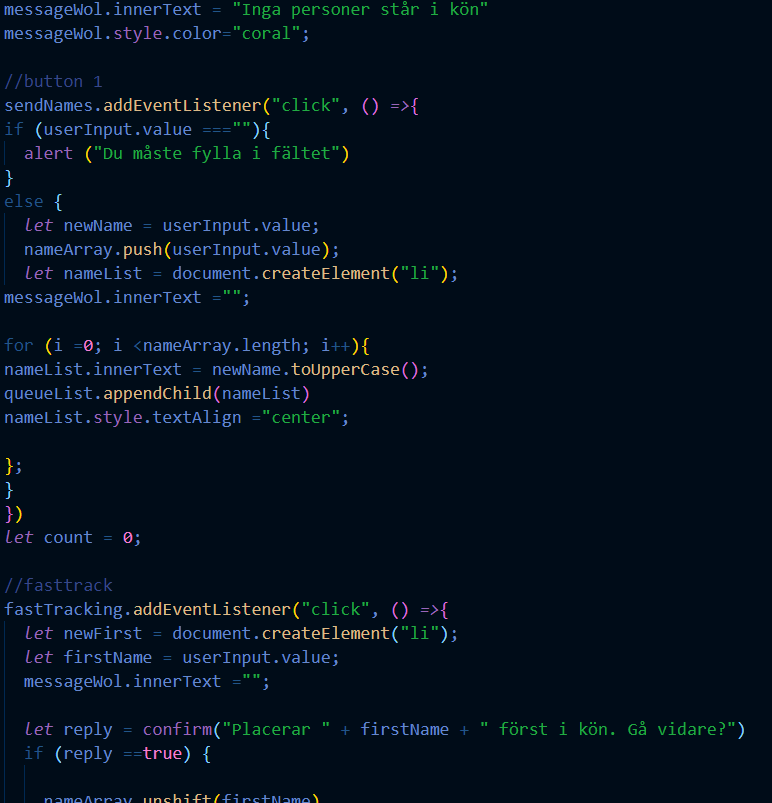 messageWol.innerText = "Inga personer står i kön"
messageWol.style.color="coral";
//button 1
sendNames.addEventListener("click", () =>{
if (userInput.value ===""){
alert ("Du måste fylla i fältet")
}
else {
let newName = userInput.value;
nameArray.push(userInput.value);
let nameList = document.createElement("li");
messageWol.innerText ="";
for (i =0; i <nameArray.length; i++){
nameList.innerText = newName.toUpperCase();
queueList.appendChild(nameList)
nameList.style.textAlign ="center";
};
}
})
let count = 0;
//fasttrack
fastTracking.addEventListener("click", () =>{
let newFirst = document.createElement("li");
let firstName = userInput.value;
messageWol.innerText ="";
let reply = confirm("Placerar " + firstName + " först i kön. Gå vidare?")
if (reply ==true) {
nameArray.unshift(firstName)